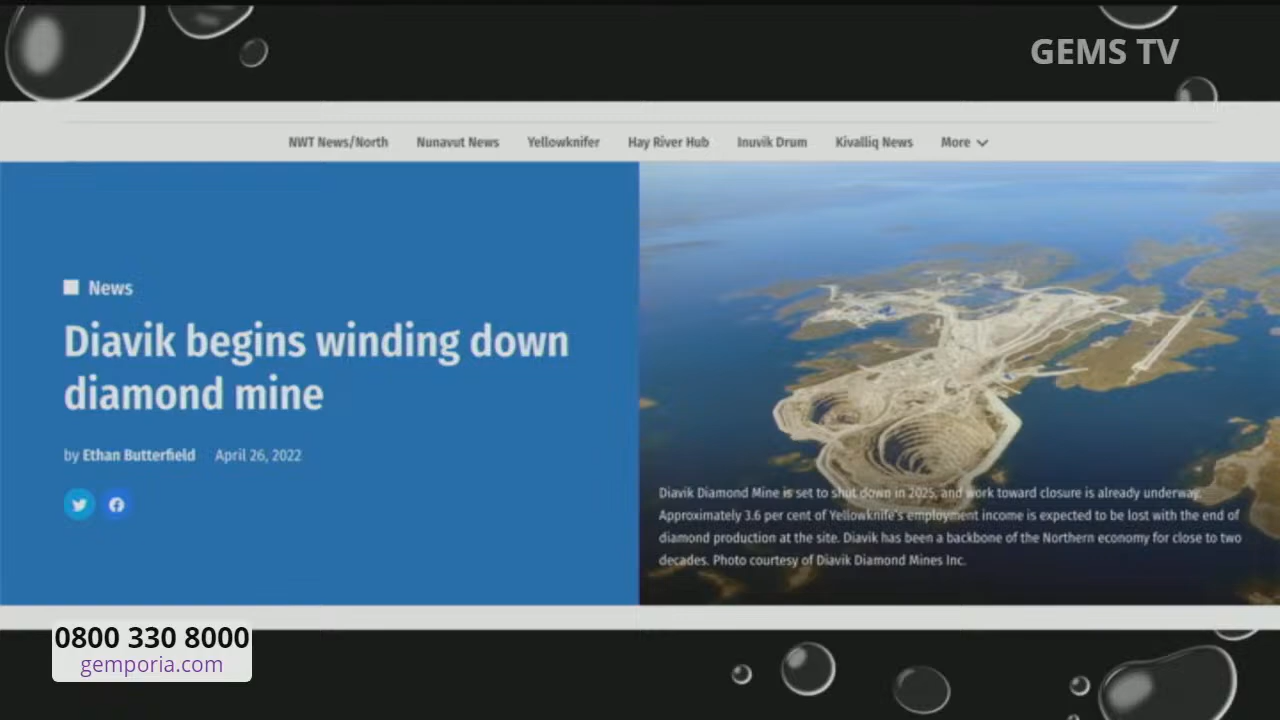 GEMS TV
NWT News/North Nunavut News Yellowknifer Hay River Hub Inuvik Drum Kivalliq News More
News
Diavik begins winding down
diamond mine
by Ethan Butterfield April 26, 2022
Diavik Diamond Mine is set to shut down in 2025, and work toward closure is already underway.
Approximately 3.6 per cent of Yellowknife's employment income is expected to be lost with the end of
diamond production at the site. Diavik has been a backbone of the Northern economy for close to two
decades. Photo courtesy of Diavik Diamond Mines Inc.
0800 330 8000
gemporia.com